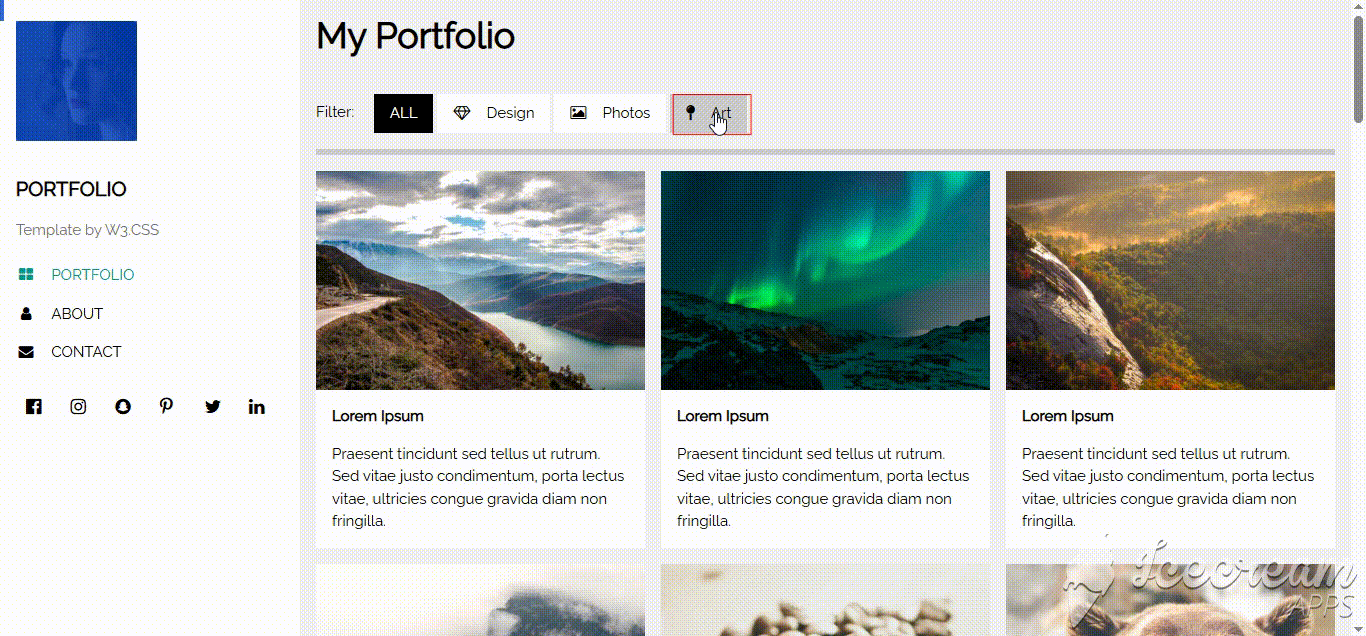 My Portfolio
Filter:
ALL
Design
Photos
Art
PORTFOLIO
Template by W3.CSS
PORTFOLIO
ABOUT
CONTACT
Lorem Ipsum
Praesent tincidunt sed tellus ut rutrum.
Sed vitae justo condimentum, porta lectus
vitae, ultricies congue gravida diam non
fringilla.
Lorem Ipsum
Praesent tincidunt sed tellus ut rutrum.
Sed vitae justo condimentum, porta lectus
vitae, ultricies congue gravida diam non
fringilla.
Lorem Ipsum
Praesent tincidunt sed tellus ut rutrum.
Sed vitae justo condimentum, porta lectus
vitae, ultricies congue gravida diam non
fringilla.
Icecream
APPS